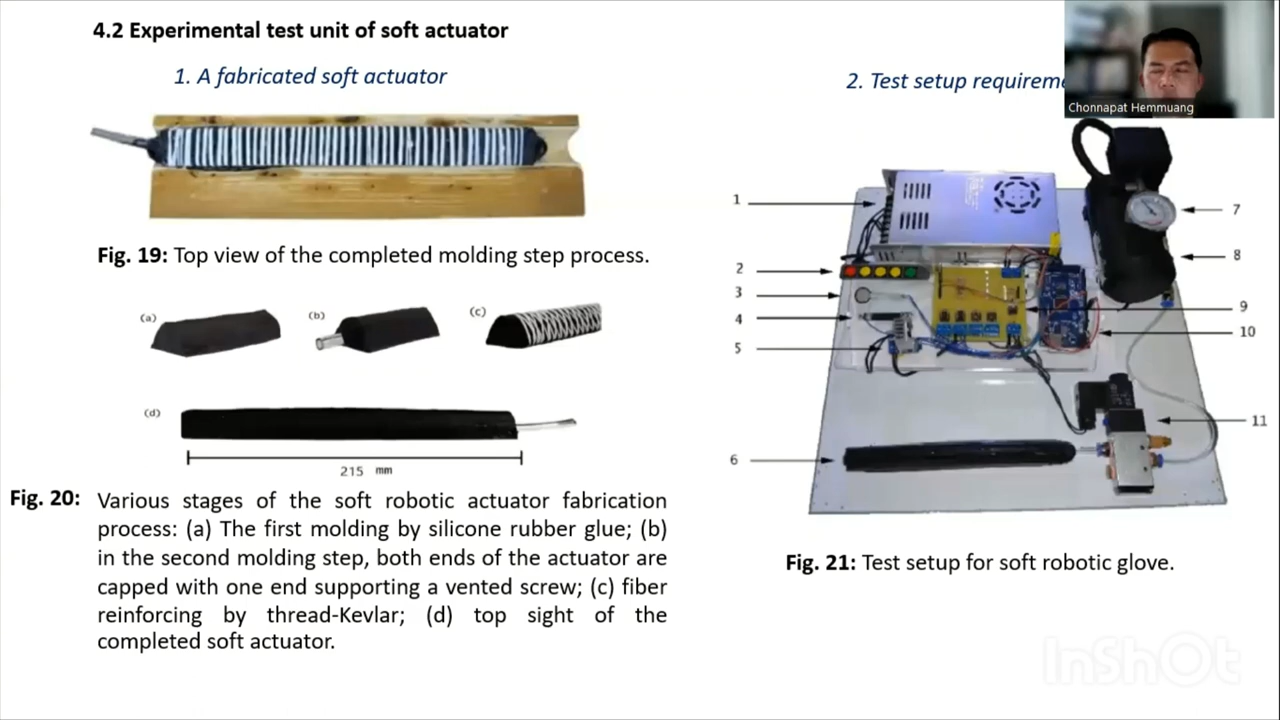 4.2 Experimental test unit of soft actuator
1. A fabricated soft actuator
Fig. 19: Top view of the completed molding step process.
(a)
(b)
(c)
(d)
215 mm
Fig. 20: Various stages of the soft robotic actuator fabrication
process: (a) The first molding by silicone rubber glue; (b)
in the second molding step, both ends of the actuator are
capped with one end supporting a vented screw; (c) fiber
reinforcing by thread-Kevlar; (d) top sight of the
completed soft actuator.
2. Test setup requirem
Chonnapat Hemmuang
1
2
3
4
5
6
7
8
9
10
11
Fig. 21: Test setup for soft robotic glove.
InShOt